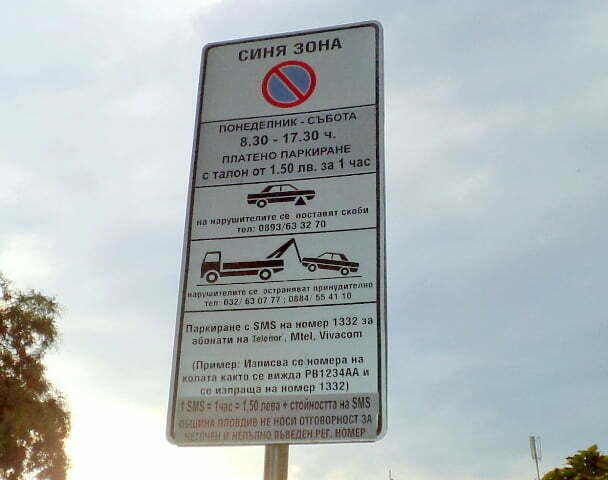 СИНЯ ЗОНА
ПОНЕДЕЛНИК - СЪБОТА
8.30 - 17.30 ч.
ПЛАТЕНО ПАРКИРАНЕ
с талон от 1.50 лв. за 1 час
на нарушителите се поставят скоби
тел: 0893/63 32 70
нарушителите се остраняват принудително
тел: 032/ 63 07 77 ; 0884/ 55 41 10
Паркиране с SMS на номер 1332 за
абонати на Telenor , Mtel, Vivacom
(Пример: Изписва се номера на
колата както се вижда PB1234AA и
се изпраща на номер 1332)
1 SMS = 1час = 1,50 лева + стойността на SMS
ОБЩИНА ПЛОВДИВ НЕ НОСИ ОТГОВОРНОСТ ЗА
НЕТОЧЕН И НЕПЪЛНО ВЪВЕДЕН РЕГ. НОМЕР